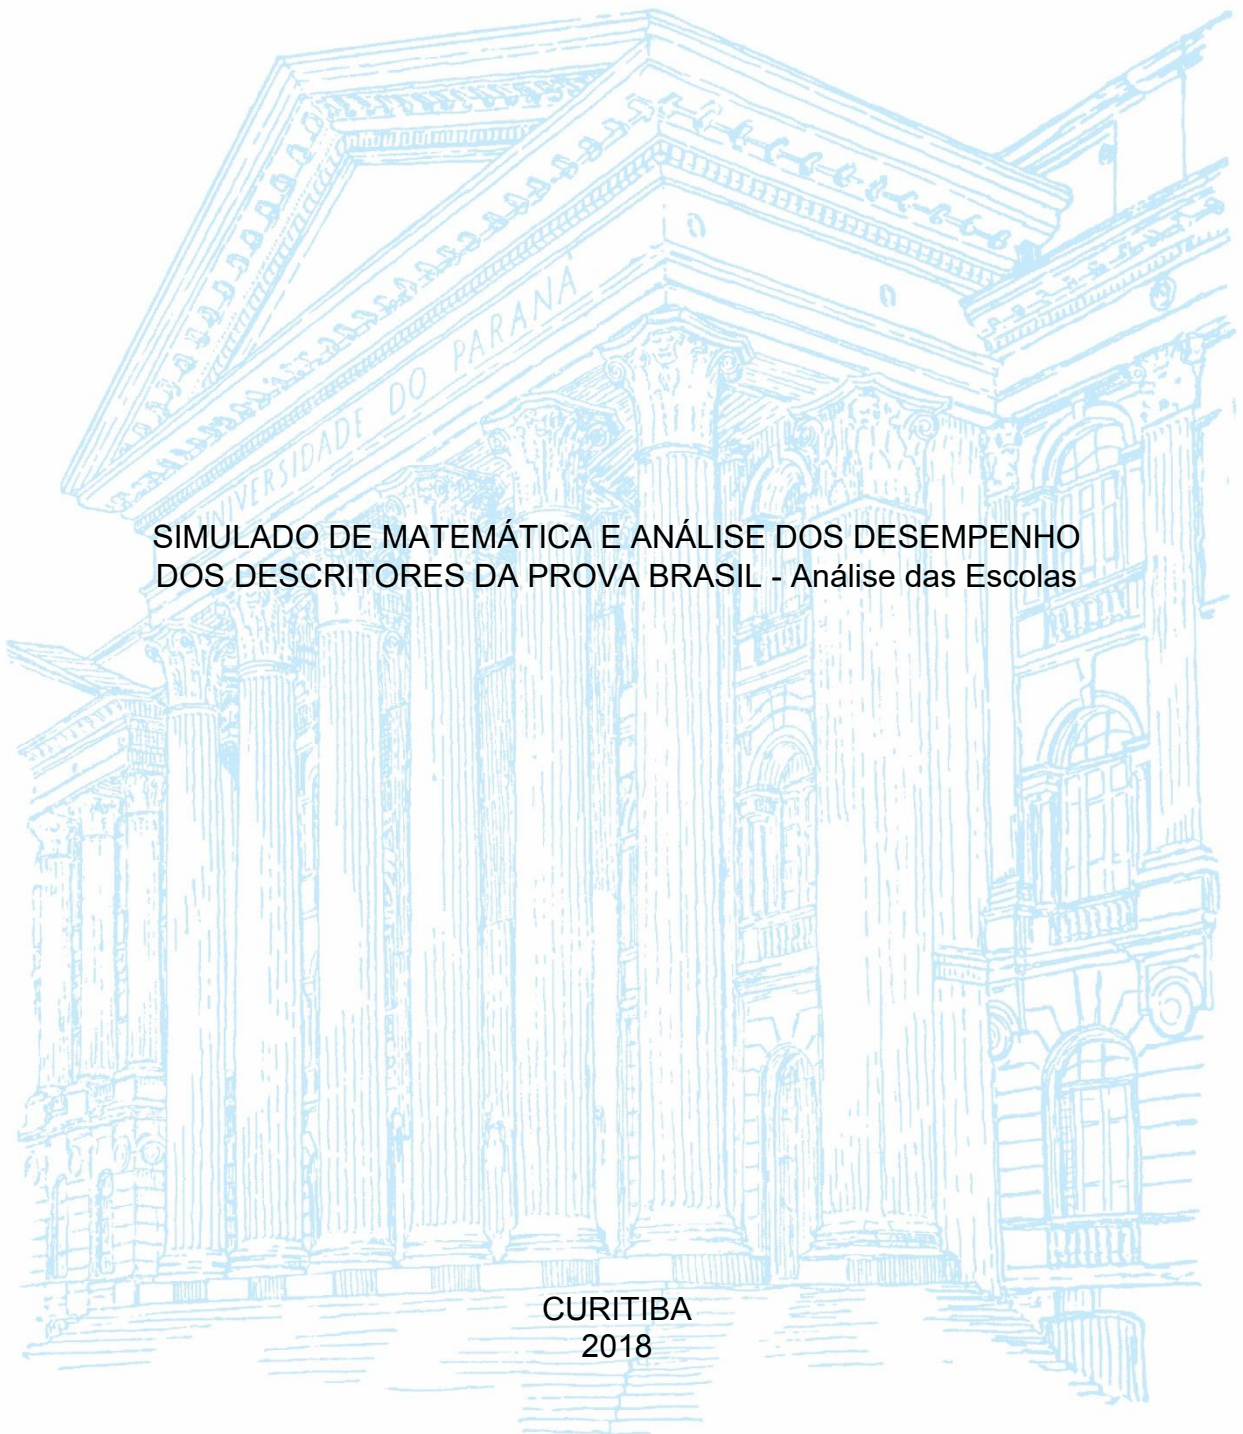 UNIVERSIDADE DO PARANÁ
SIMULADO DE MATEMÁTICA E ANÁLISE DOS DESEMPENHO
DOS DESCRITORES DA PROVA BRASIL - Análise das Escolas
CURITIBA
2018